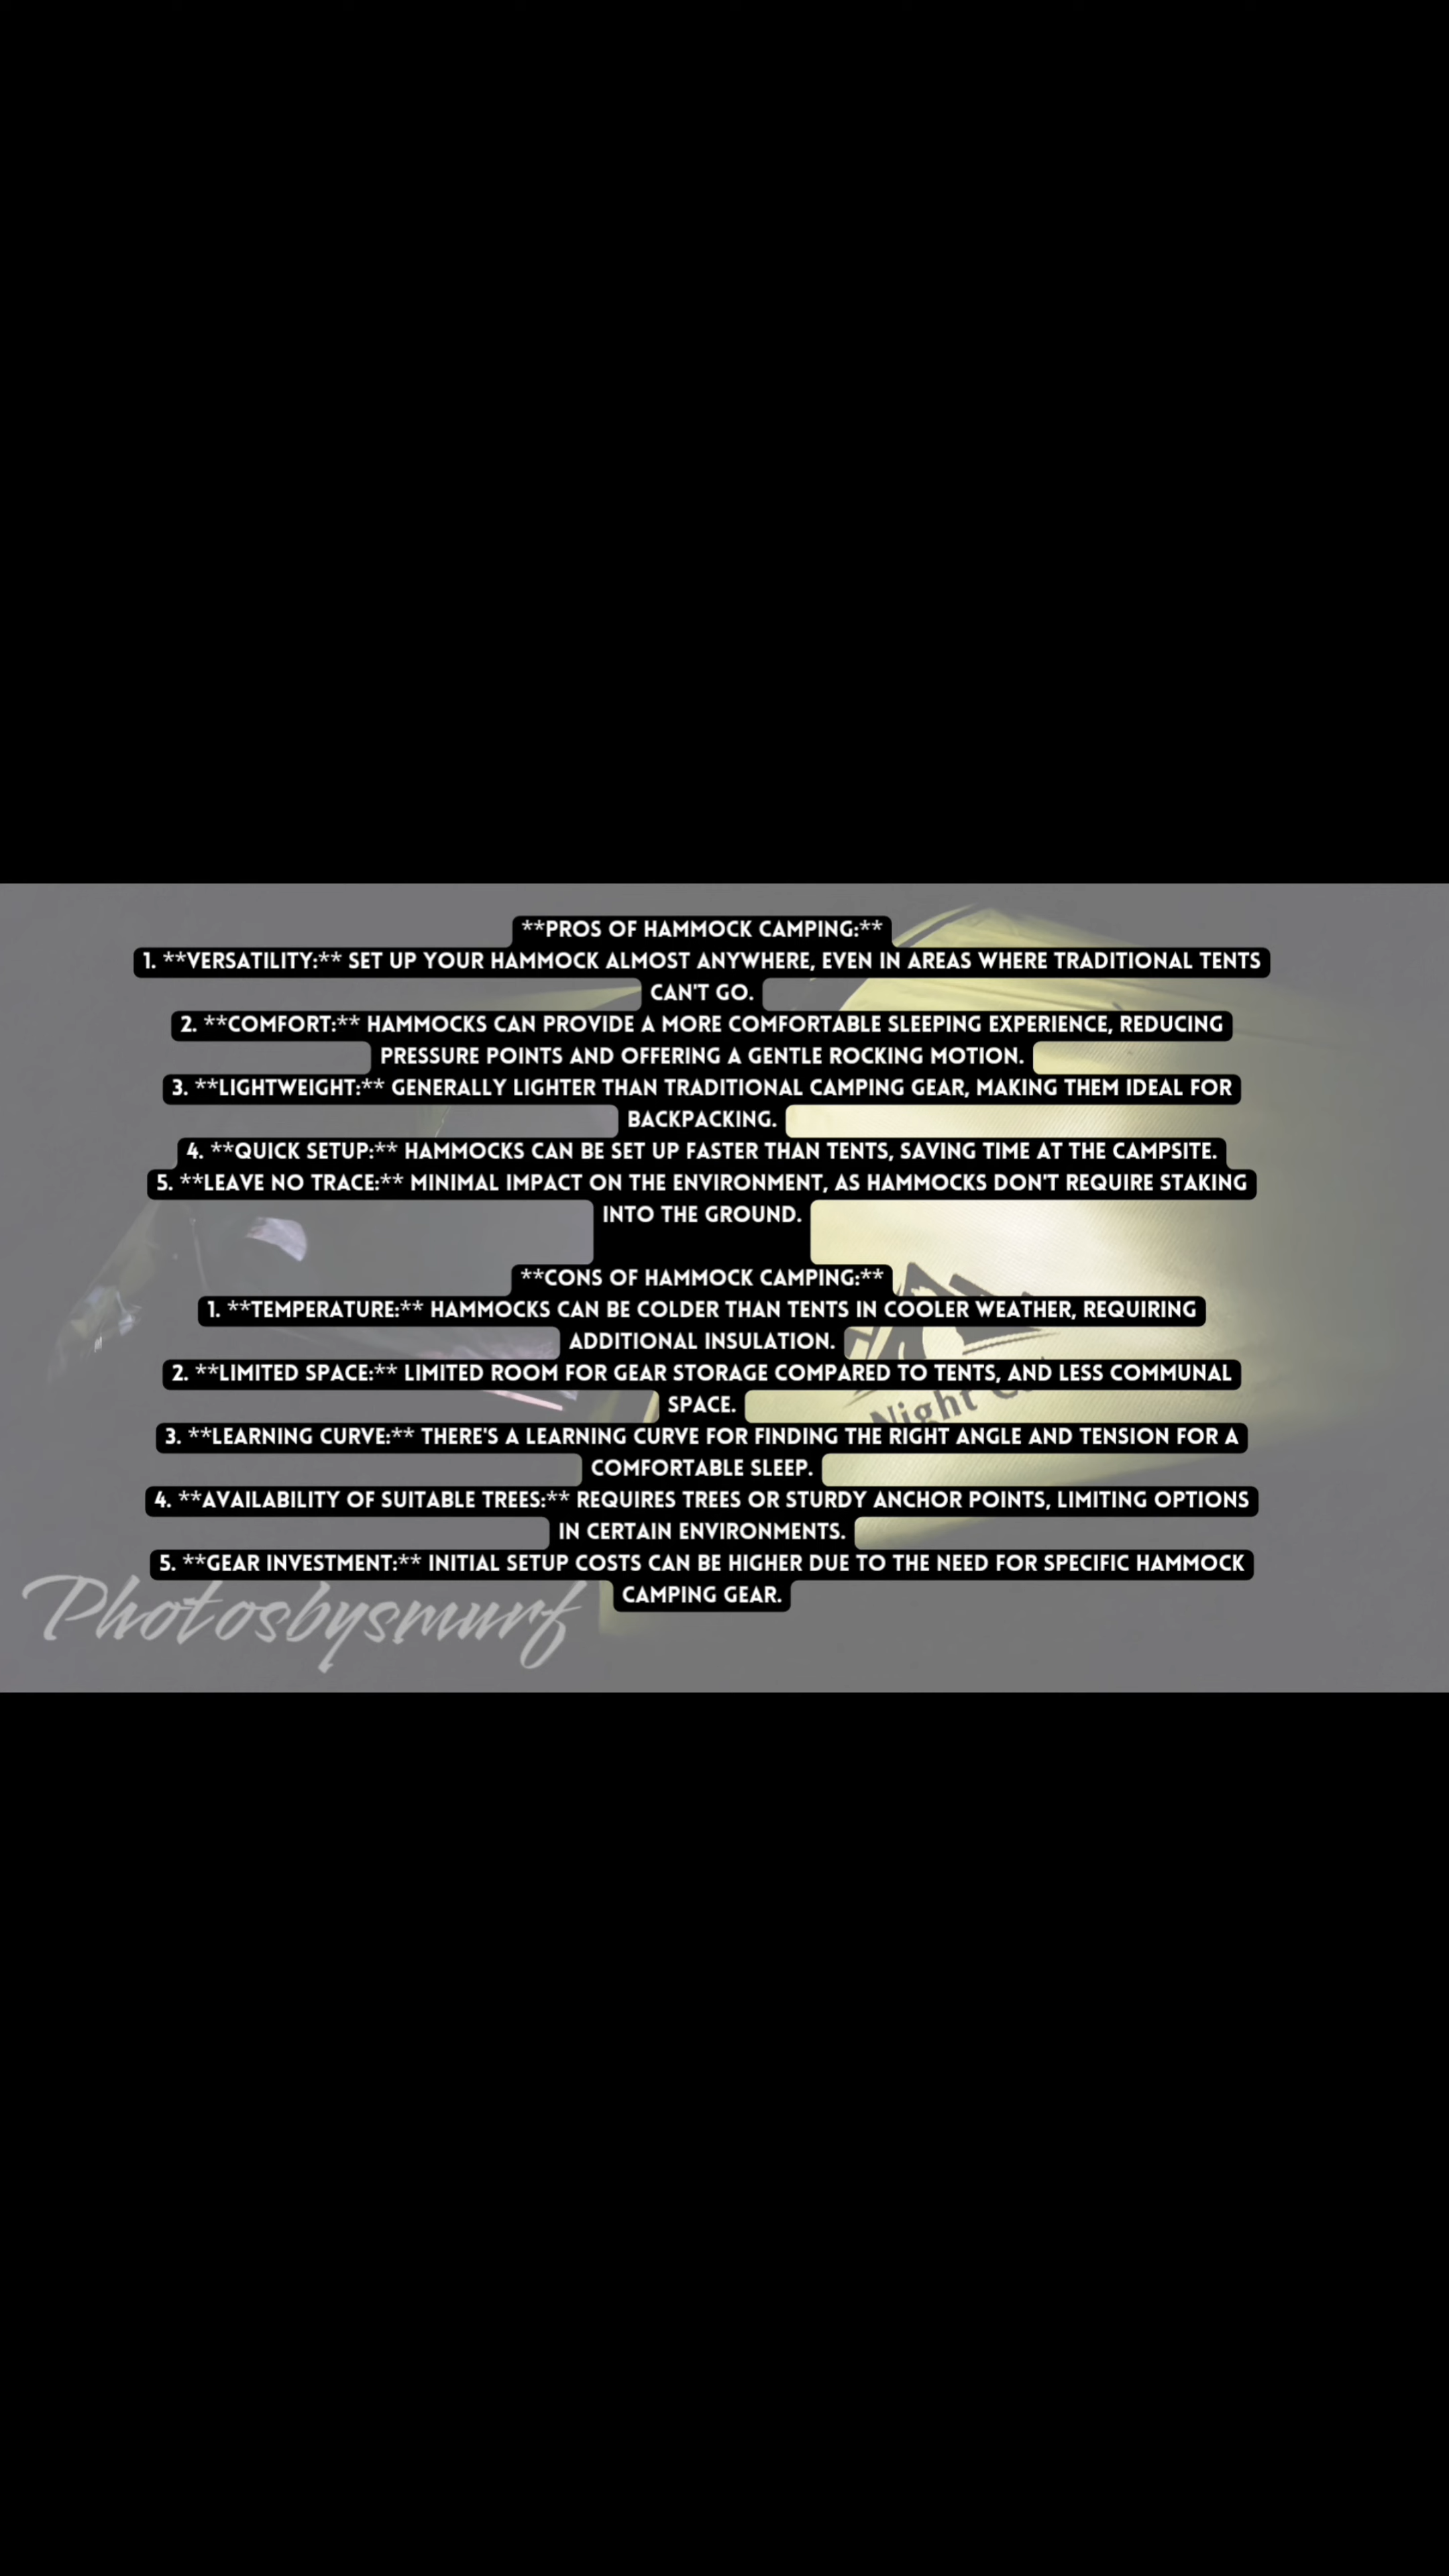 **PROS OF HAMMOCK CAMPING:**
1. **VERSATILITY:** SET UP YOUR HAMMOCK ALMOST ANYWHERE, EVEN IN AREAS WHERE TRADITIONAL TENTS
CAN'T GO.
2. **COMFORT:** HAMMOCKS CAN PROVIDE A MORE COMFORTABLE SLEEPING EXPERIENCE, REDUCING
PRESSURE POINTS AND OFFERING A GENTLE ROCKING MOTION.
3. **LIGHTWEIGHT:** GENERALLY LIGHTER THAN TRADITIONAL CAMPING GEAR, MAKING THEM IDEAL FOR
BACKPACKING.
4. **QUICK SETUP:** HAMMOCKS CAN BE SET UP FASTER THAN TENTS, SAVING TIME AT THE CAMPSITE.
5. **LEAVE NO TRACE:** MINIMAL IMPACT ON THE ENVIRONMENT, AS HAMMOCKS DON'T REQUIRE STAKING
INTO THE GROUND.
**CONS OF HAMMOCK CAMPING:**
1. **TEMPERATURE:** HAMMOCKS CAN BE COLDER THAN TENTS IN COOLER WEATHER, REQUIRING
ADDITIONAL INSULATION.
2. **LIMITED SPACE:** LIMITED ROOM FOR GEAR STORAGE COMPARED TO TENTS, AND LESS COMMUNAL
SPACE.
Night
3. **LEARNING CURVE:** THERE'S A LEARNING CURVE FOR FINDING THE RIGHT ANGLE AND TENSION FOR A
COMFORTABLE SLEEP.
4. **AVAILABILITY OF SUITABLE TREES:** REQUIRES TREES OR STURDY ANCHOR POINTS, LIMITING OPTIONS
IN CERTAIN ENVIRONMENTS.
5. **GEAR INVESTMENT:** INITIAL SETUP COSTS CAN BE HIGHER DUE TO THE NEED FOR SPECIFIC HAMMOCK
CAMPING GEAR.
Photosbysmurf